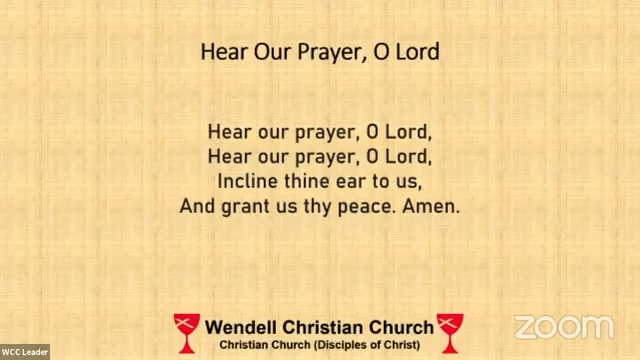 Hear Our Prayer, O Lord
Hear our prayer, O Lord,
Hear our prayer, O Lord,
Incline thine ear to us,
And grant us thy peace. Amen.
Wendell Christian Church
Christian Church (Disciples of Christ)
zoom
WCC Leader